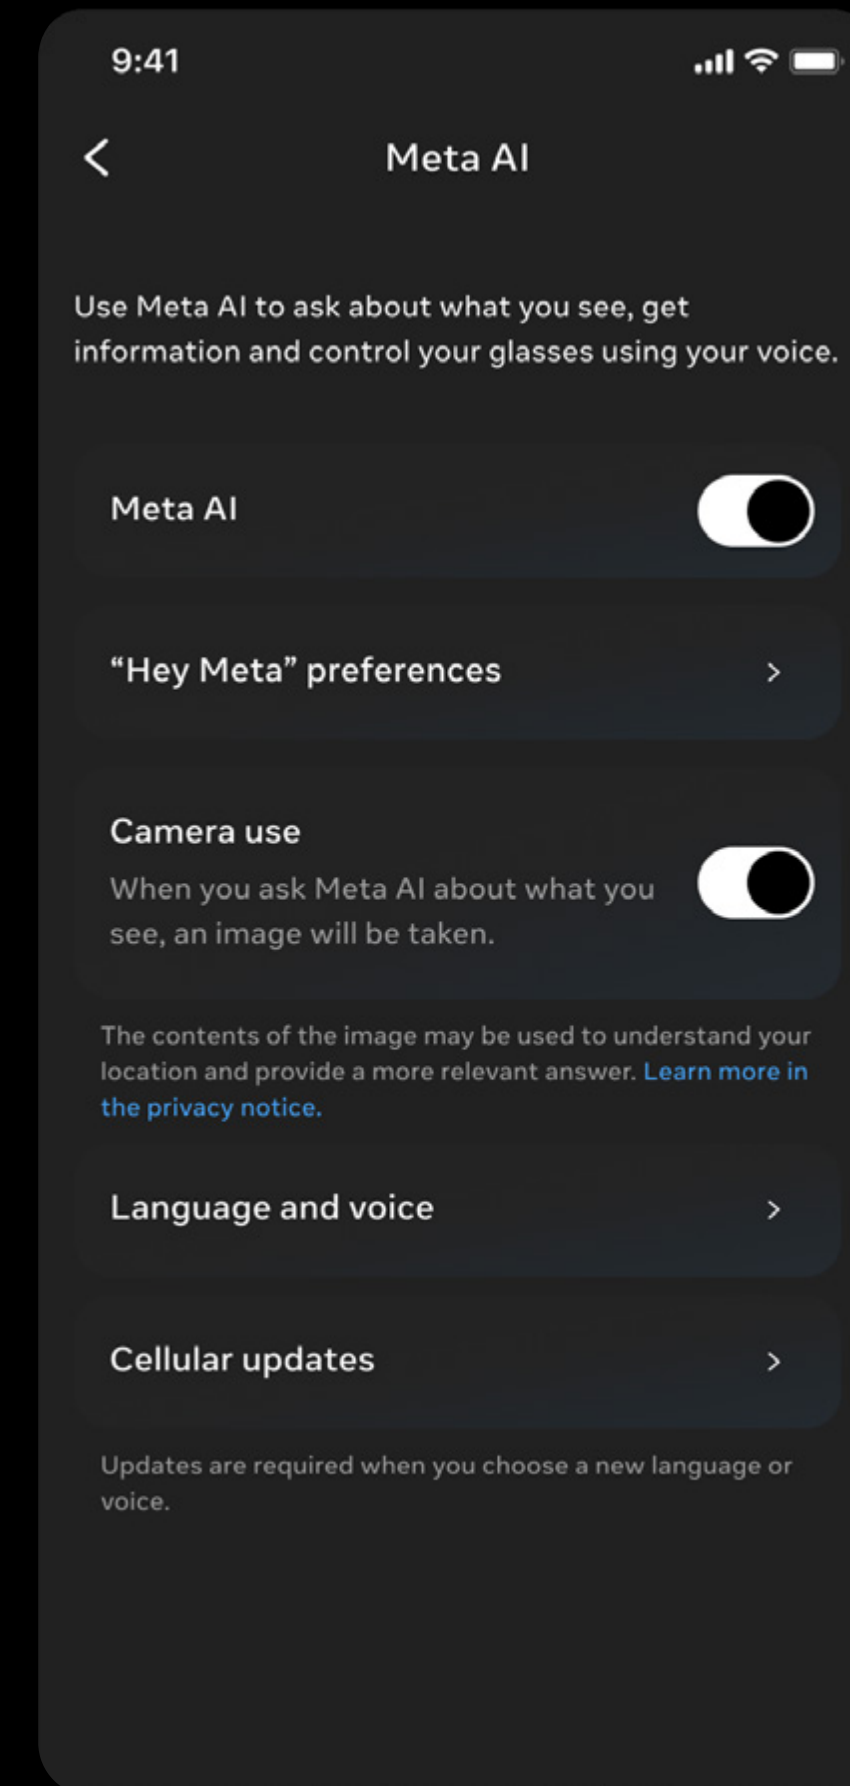 9:41
Meta AI
Use Meta AI to ask about what you see, get
information and control your glasses using your voice.
Meta AI
“Hey Meta” preferences
Camera use
When you ask Meta AI about what you
see, an image will be taken.
The contents of the image may be used to understand your
location and provide a more relevant answer. Learn more in
the privacy notice.
Language and voice
Cellular updates
Updates are required when you choose a new language or
voice.